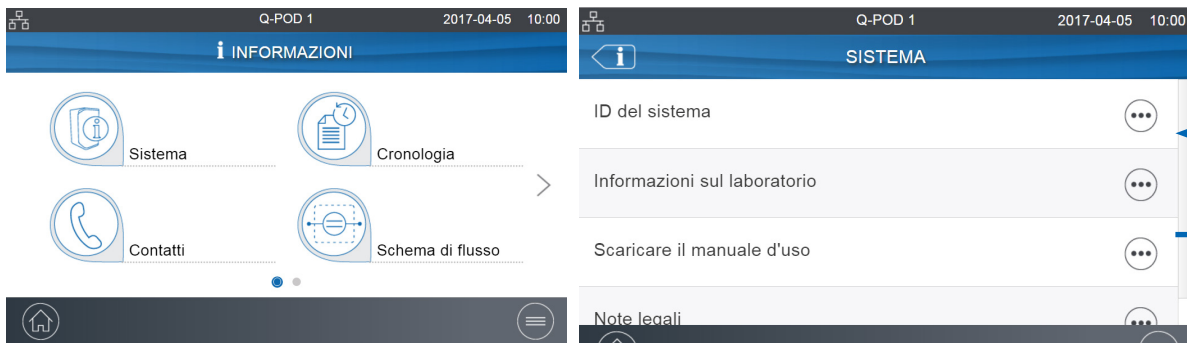 Q-POD 1 2017-04-05 10:00
i INFORMAZIONI
Sistema
Cronologia
Contatti
Schema di flusso
Q-POD 1 2017-04-05 10:00
i SISTEMA
ID del sistema
Informazioni sul laboratorio
Scaricare il manuale d'uso
Note legali